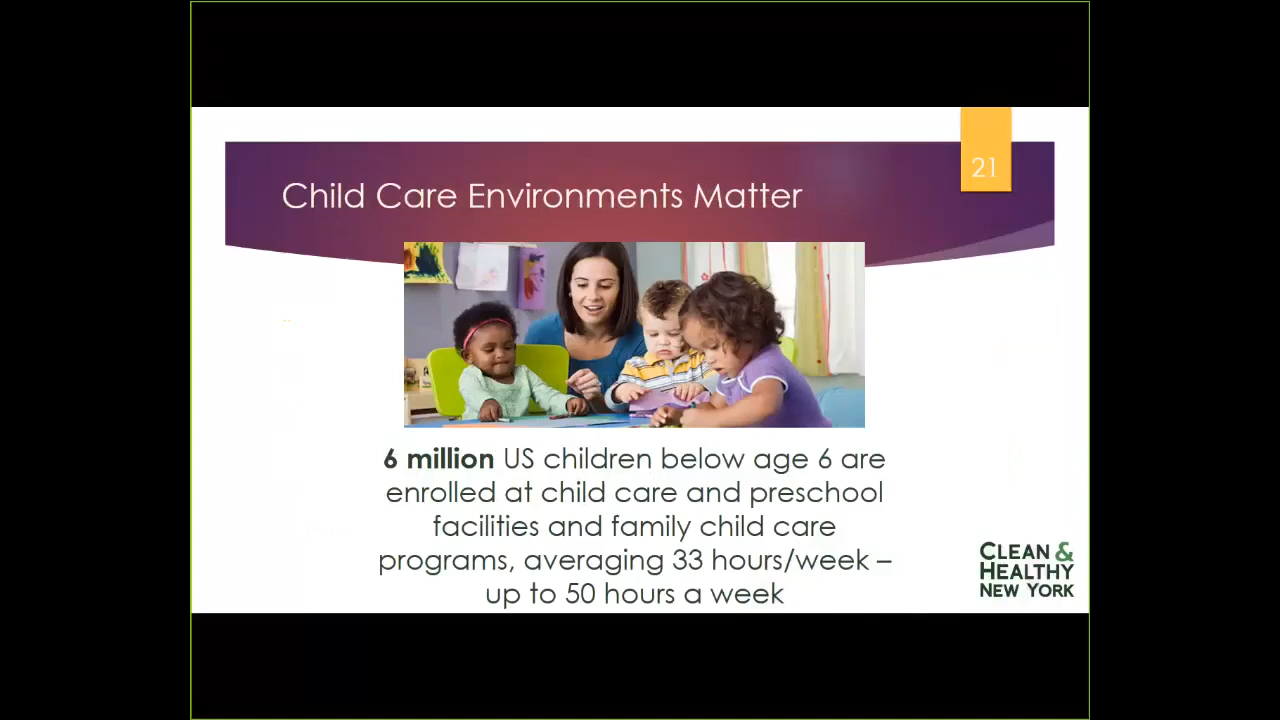 21
Child Care Environments Matter
6 million US children below age 6 are
enrolled at child care and preschool
facilities and family child care
programs, averaging 33 hours/week –
up to 50 hours a week
CLEAN &
HEALTHY
NEW YORK